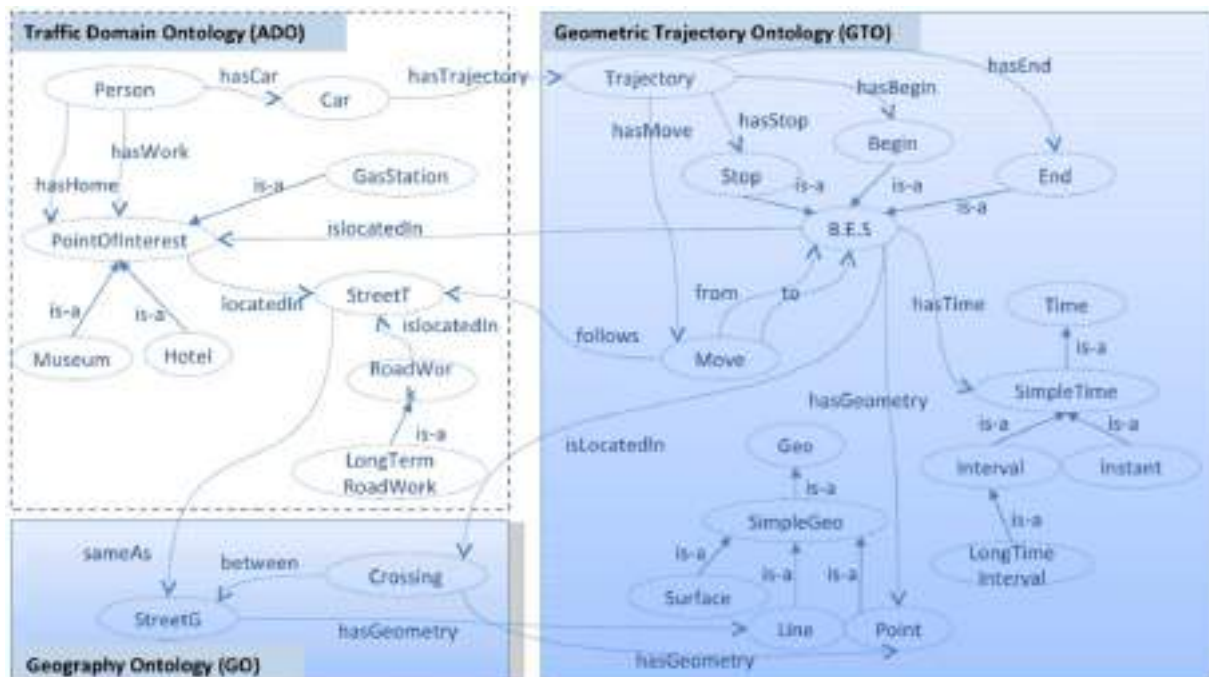 Traffic Domain Ontology (ADO)
Geometric Trajectory Ontology (GTO)
hasCar
hasTrajectory
Person
Car
Trajectory
hasEnd
hasBegin
hasMove
hasStop
hasWork
Begin
GasStation
Stop
is-a
End
hasHome
is-a
is-a
is-a
PointOfInterest
islocatedIn
B.E.S
locatedIn
StreetT
from
to
hasTime
Time
is-a
is-a
islocatedIn
follows
Museum
Hotel
Move
is-a
RoadWor
SimpleTime
hasGeometry
is-a
is-a
is-a
LongTerm
RoadWork
isLocatedIn
Geo
Interval
Instant
is-a
SimpleGeo
is-a
sameAs
between
Crossing
is-a
is-a
is-a
LongTime
Interval
Surface
StreetG
hasGeometry
Line
Point
hasGeometry
Geography Ontology (GO)